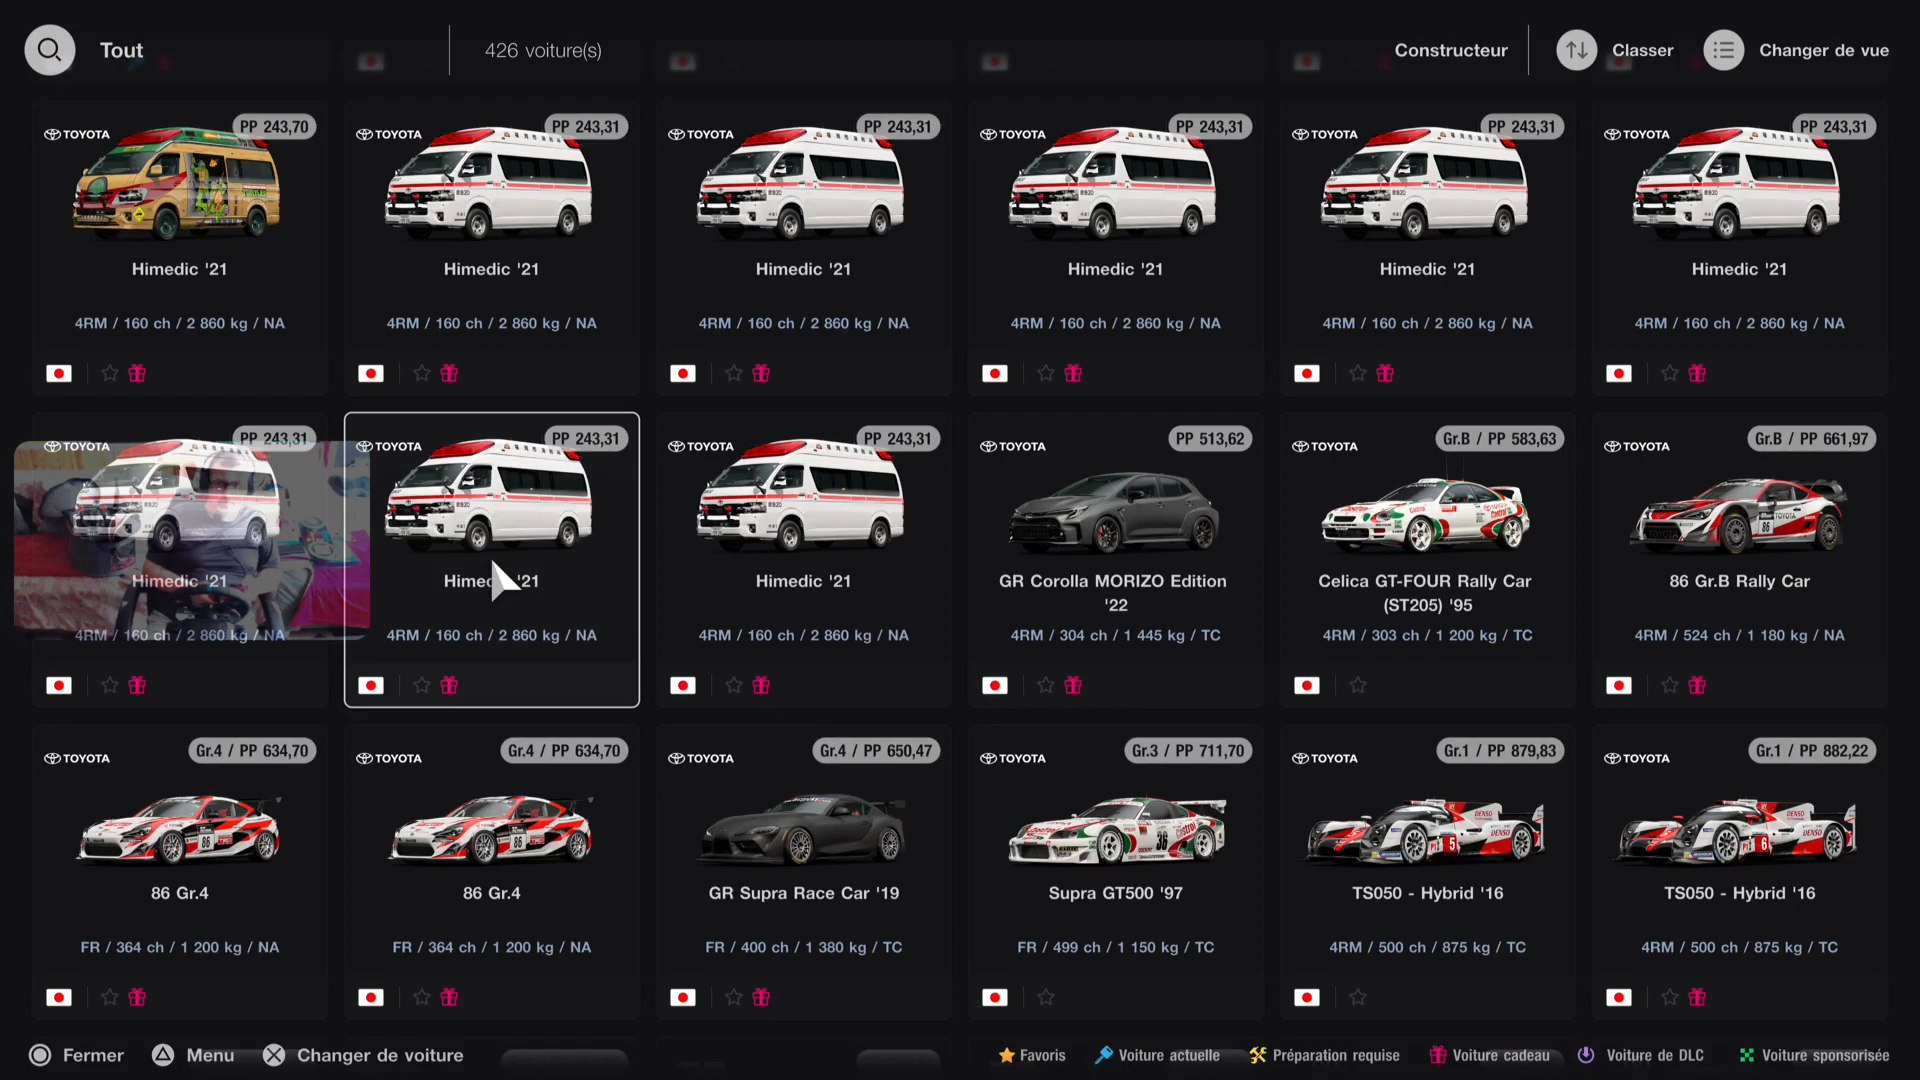 Tout
426 voiture(s)
Constructeur
Classer
Changer de vue
TOYOTA PP 243,70
TOYOTA PP 243,31
TOYOTA PP 243,31
TOYOTA PP 243,31
TOYOTA PP 243,31
TOYOTA PP 243,31
Himedic '21
Himedic '21
Himedic '21
Himedic '21
Himedic '21
Himedic '21
4RM / 160 ch / 2 860 kg / NA
4RM / 160 ch / 2 860 kg / NA
4RM / 160 ch / 2 860 kg / NA
4RM / 160 ch / 2 860 kg / NA
4RM / 160 ch / 2 860 kg / NA
4RM / 160 ch / 2 860 kg / NA
TOYOTA PP 243,31
TOYOTA PP 243,31
TOYOTA PP 243,31
TOYOTA PP 513,62
TOYOTA Gr.B / PP 583,63
TOYOTA Gr.B / PP 661,97
Himedic '21
Himedic '21
Himedic '21
GR Corolla MORIZO Edition
'22
Celica GT-FOUR Rally Car
(ST205) '95
86 Gr.B Rally Car
4RM / 160 ch / 2 860 kg / NA
4RM / 160 ch / 2 860 kg / NA
4RM / 160 ch / 2 860 kg / NA
4RM / 304 ch / 1 445 kg / TC
4RM / 303 ch / 1 200 kg / TC
4RM / 524 ch / 1 180 kg / NA
TOYOTA Gr.4 / PP 634,70
TOYOTA Gr.4 / PP 634,70
TOYOTA Gr.4 / PP 650,47
TOYOTA Gr.3 / PP 711,70
TOYOTA Gr.1 / PP 879,83
TOYOTA Gr.1 / PP 882,22
86 Gr.4
86 Gr.4
GR Supra Race Car '19
Supra GT500 '97
TS050 - Hybrid '16
TS050 - Hybrid '16
FR / 364 ch / 1 200 kg / NA
FR / 364 ch / 1 200 kg / NA
FR / 400 ch / 1 380 kg / TC
FR / 499 ch / 1 150 kg / TC
4RM / 500 ch / 875 kg / TC
4RM / 500 ch / 875 kg / TC
Fermer
Menu
Changer de voiture
Favoris
Voiture actuelle
Préparation requise
Voiture cadeau
Voiture de DLC
Voiture sponsorisée